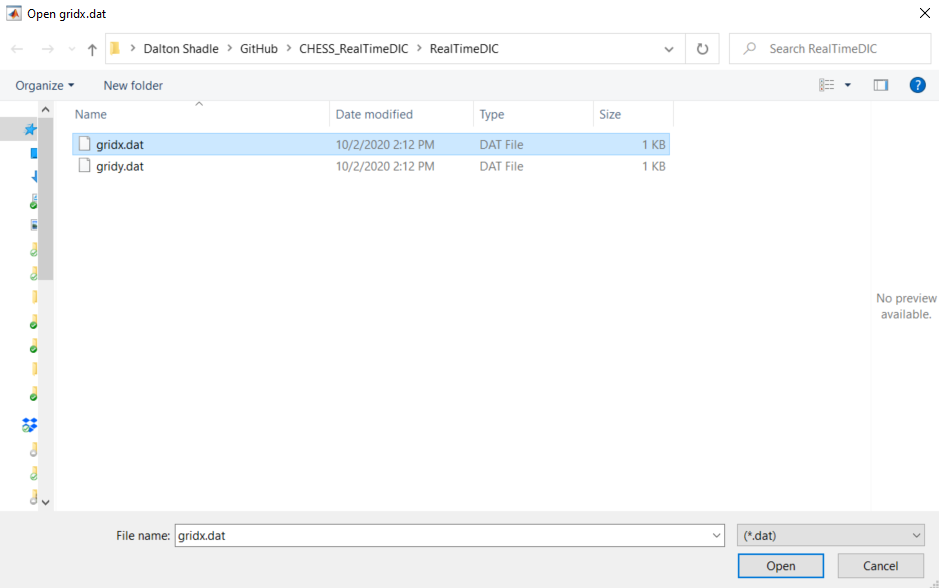 Open gridx.dat
Dalton Shadle > GitHub > CHESS_RealTimeDIC > RealTimeDIC
Search RealTimeDIC
Organize New folder
?
Name Date modified Type Size
gridx.dat 10/2/2020 2:12 PM DAT File 1 KB
gridy.dat 10/2/2020 2:12 PM DAT File 1 KB
No preview
available.
File name: gridx.dat (*.dat)
Open Cancel